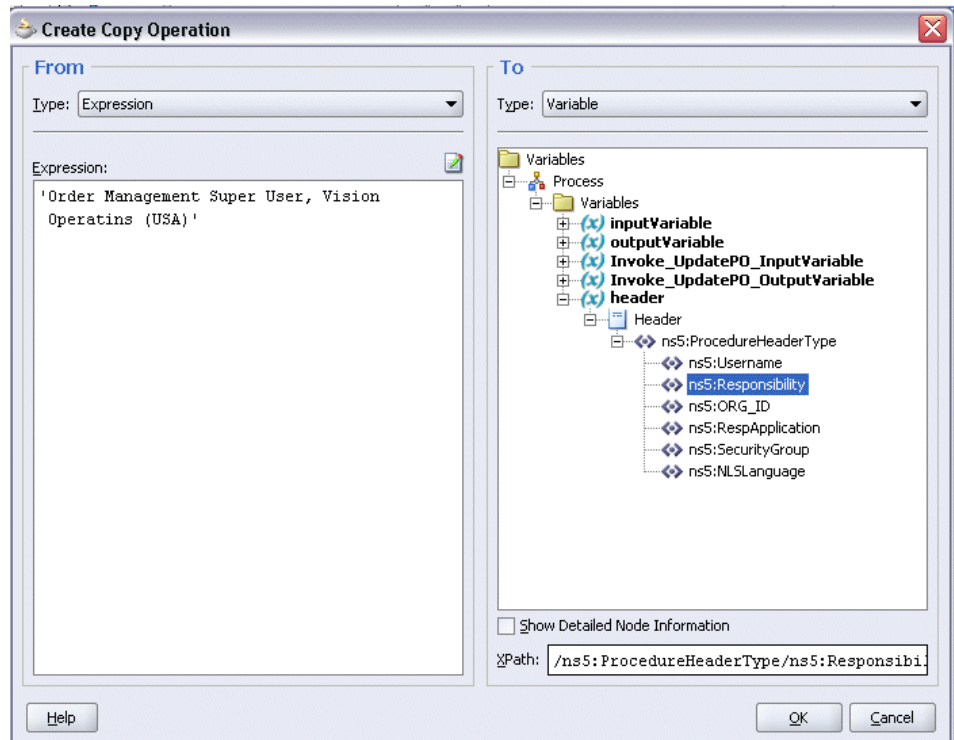 Create Copy Operation
From
Type: Expression
Expression:
'Order Management Super User, Vision
Operatins (USA)'
To
Type: Variable
Variables
Process
Variables
inputVariable
outputVariable
Invoke_UpdatePO_InputVariable
Invoke_UpdatePO_OutputVariable
header
Header
ns5:ProcedureHeaderType
ns5:Username
ns5:Responsibility
ns5:ORG_ID
ns5:RespApplication
ns5:SecurityGroup
ns5:NLSLanguage
Show Detailed Node Information
XPath: /ns5:ProcedureHeaderType/ns5:Responsibil
Help
OK
Cancel